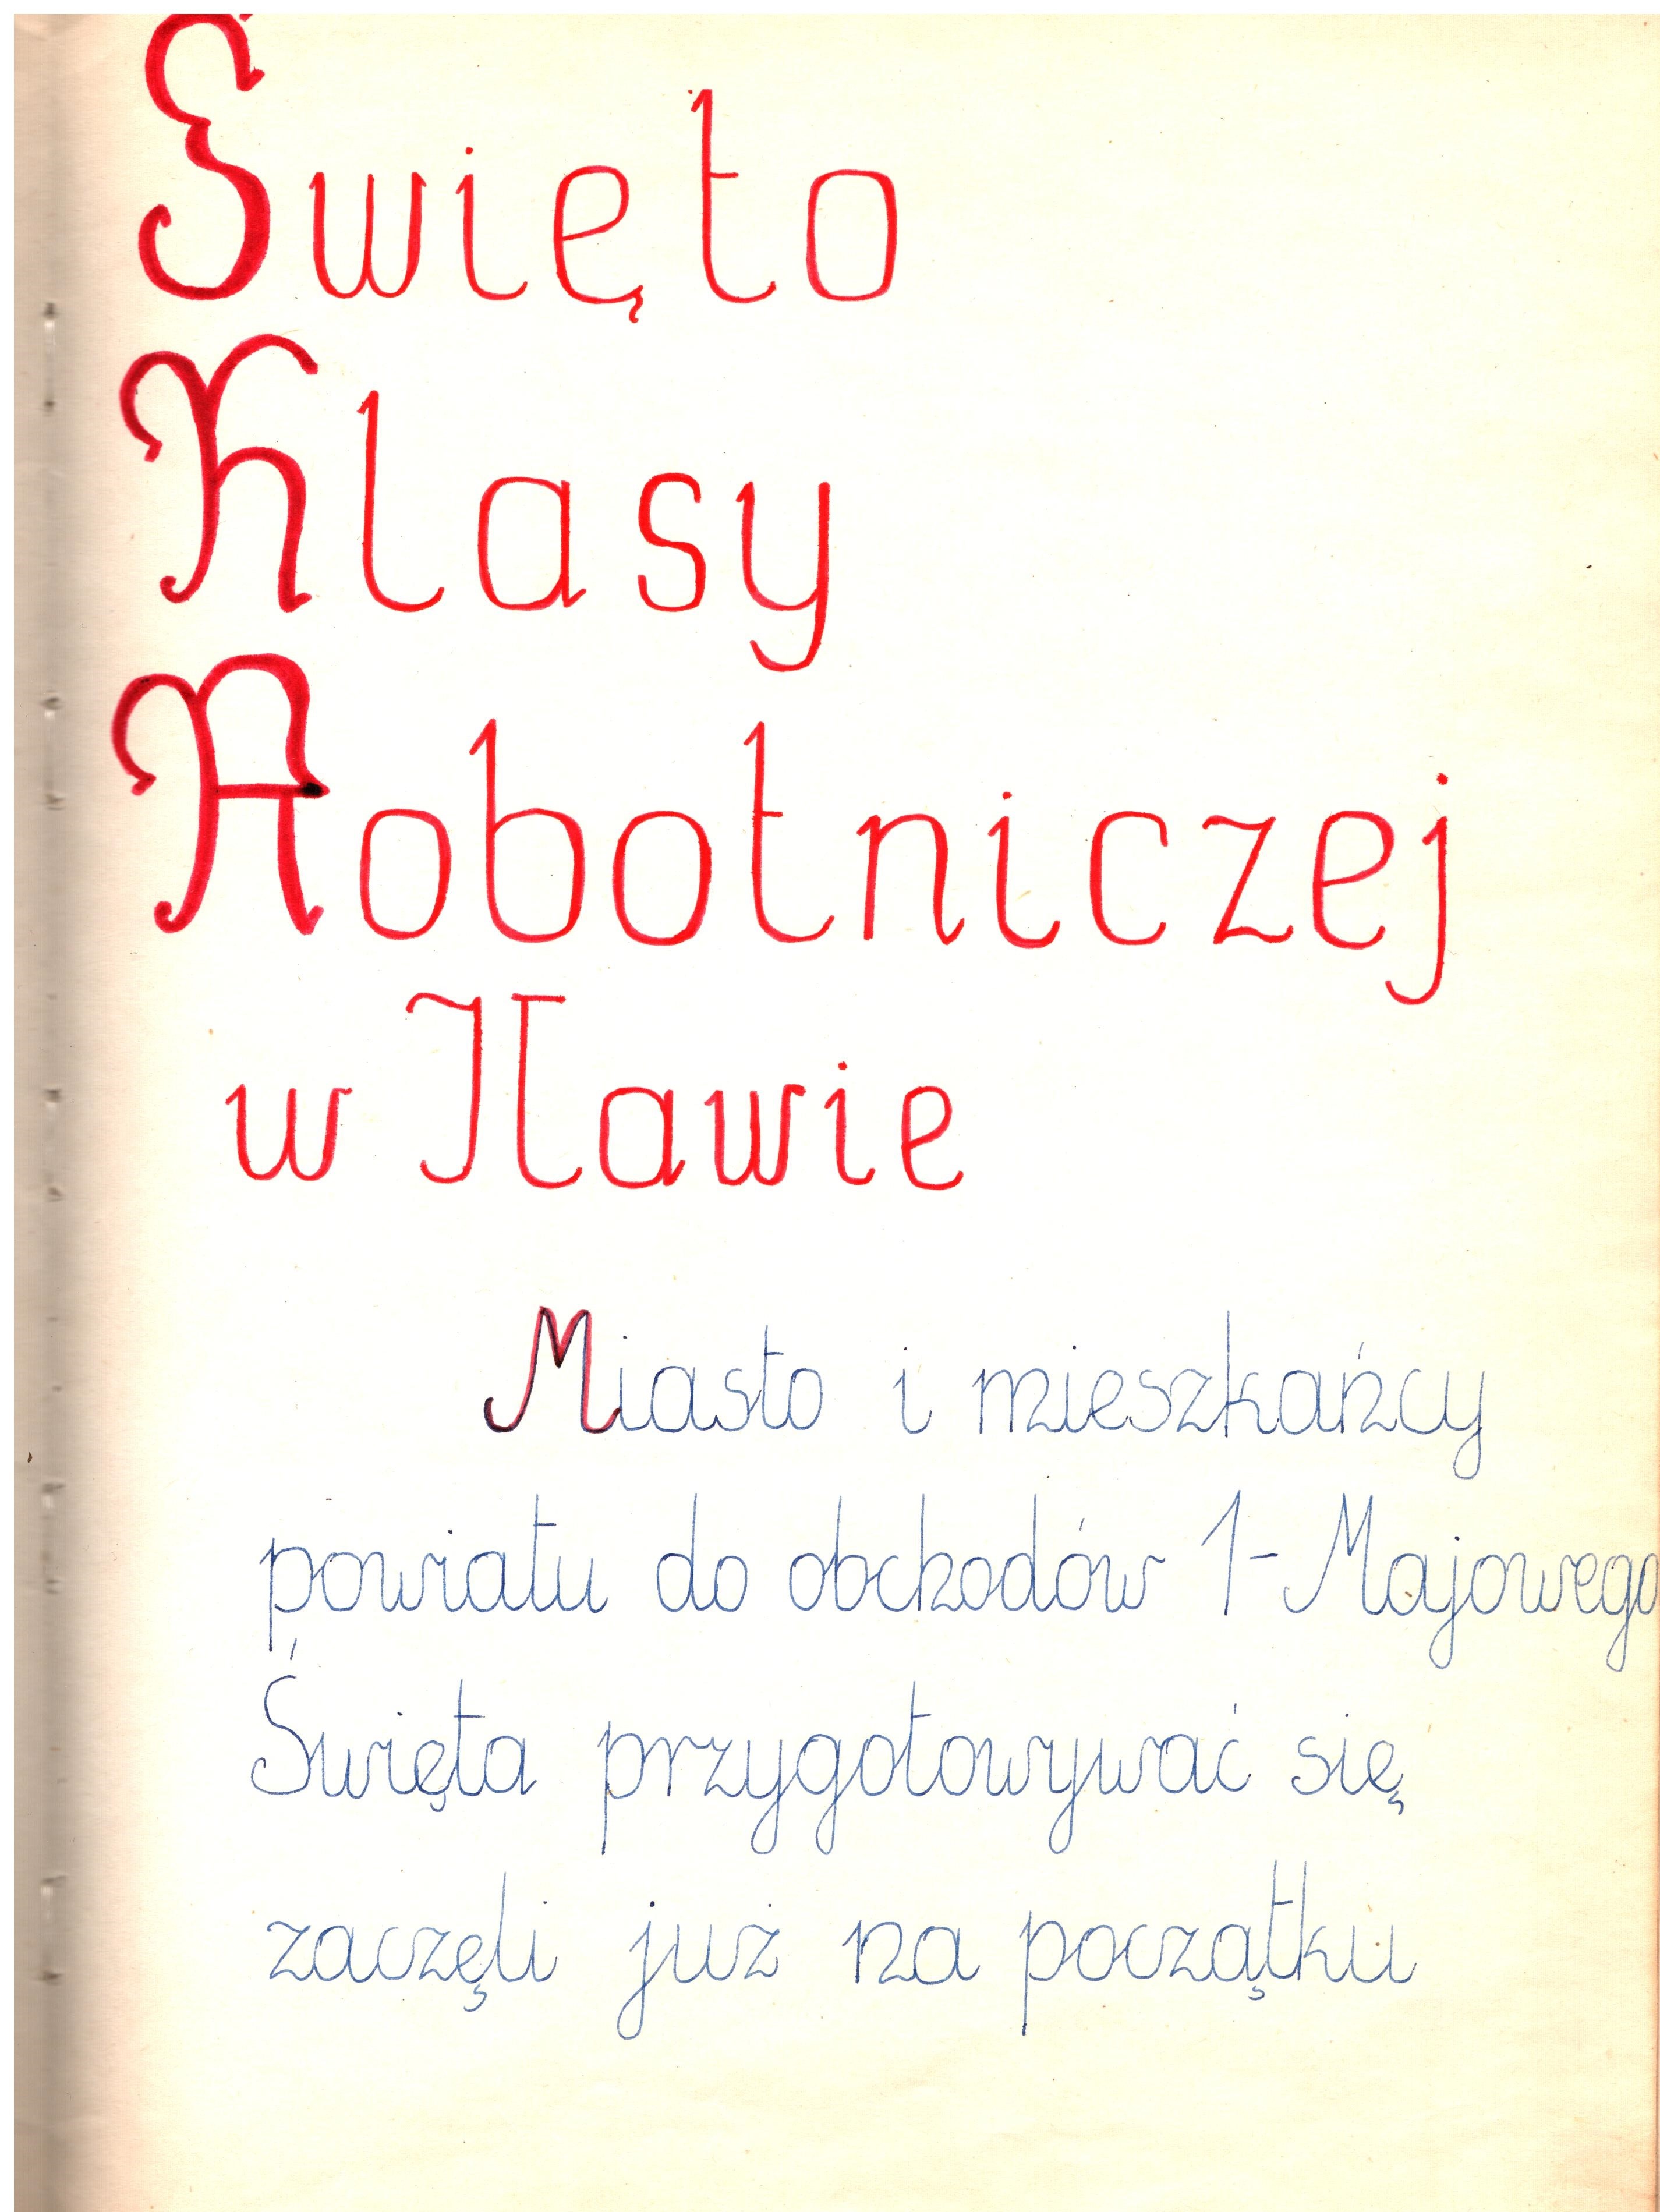 Święto
Klasy
Robotniczej
w Iławie
Miasto i mieszkańcy
powiatu do obchodów 1-Majowego
Święta przygotowywać się
zaczęli już na początku